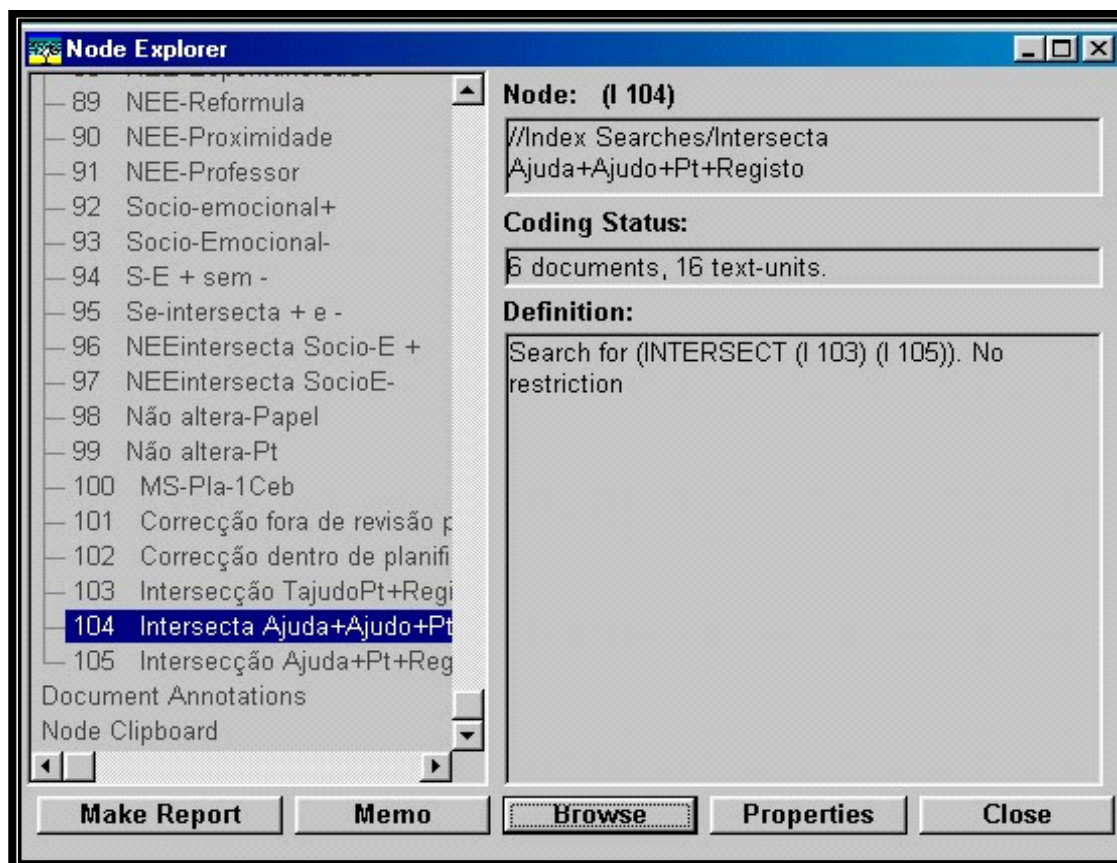 Node Explorer
89 NEE-Reformula
90 NEE-Proximidade
91 NEE-Professor
92 Socio-emocional+
93 Socio-Emocional-
94 S-E + sem -
95 Se-intersecta + e -
96 NEEintersecta Socio-E +
97 NEEintersecta SocioE-
98 Não altera-Papel
99 Não altera-Pt
100 MS-Pla-1Ceb
101 Correcção fora de revisão p
102 Correcção dentro de planifi
103 Intersecção TajudoPt+Regi
104 Intersecta Ajuda+Ajudo+Pt
105 Intersecção Ajuda+Pt+Reg
Document Annotations
Node Clipboard
Node: (I 104)
//Index Searches/Intersecta
Ajuda+Ajudo+Pt+Registo
Coding Status:
6 documents, 16 text-units.
Definition:
Search for (INTERSECT (I 103) (I 105)). No
restriction
Make Report Memo Browse Properties Close